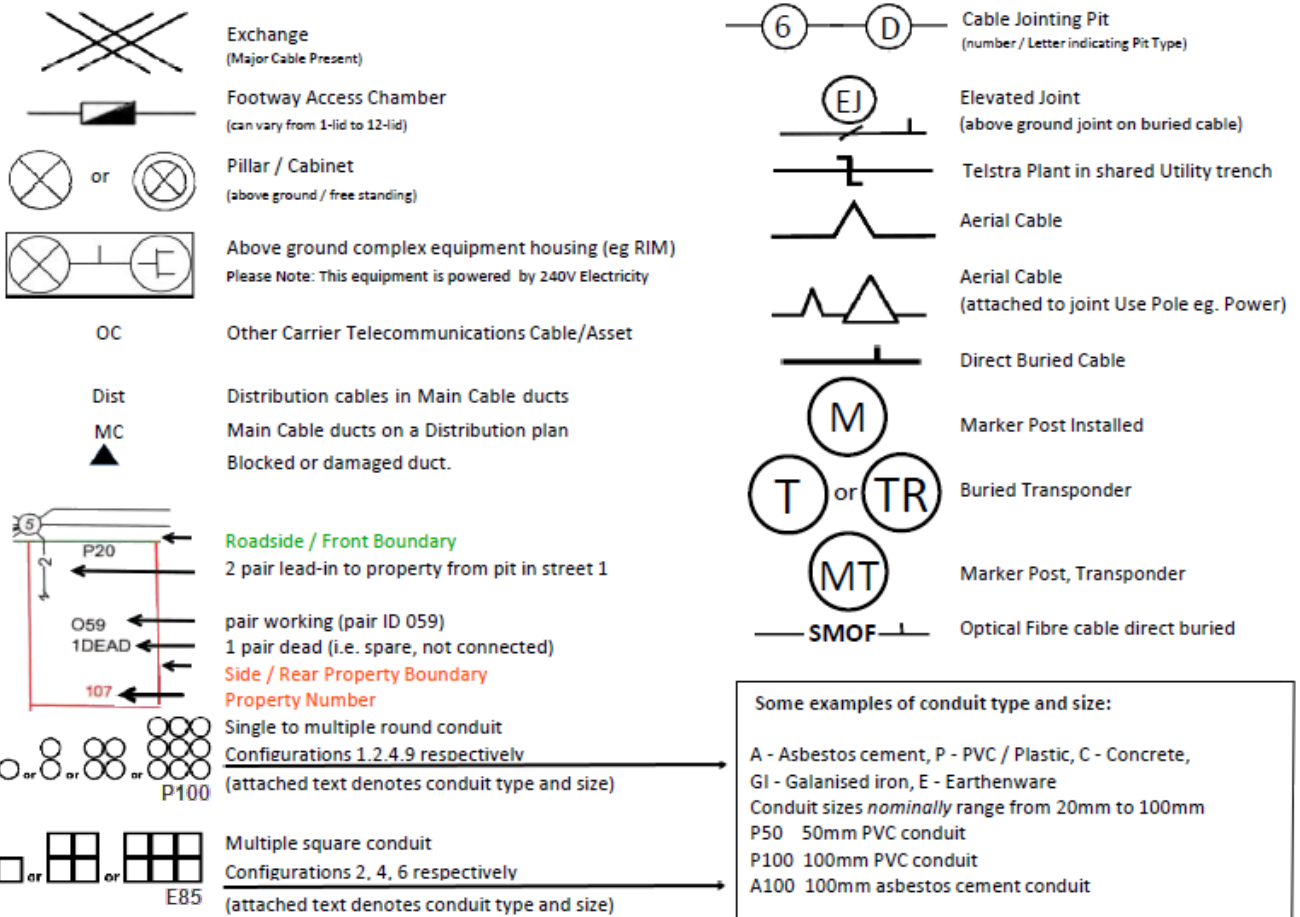 Exchange
(Major Cable Present)
Footway Access Chamber
(can vary from 1-lid to 12-lid)
or
Pillar / Cabinet
(above ground / free standing)
Above ground complex equipment housing (eg RIM)
Please Note: This equipment is powered by 240V Electricity
OC
Other Carrier Telecommunications Cable/Asset
Dist
Distribution cables in Main Cable ducts
MC
Main Cable ducts on a Distribution plan
Blocked or damaged duct.
5
Roadside / Front Boundary
P20
2
2 pair lead-in to property from pit in street 1
O59
pair working (pair ID 059)
1DEAD
1 pair dead (i.e. spare, not connected)
Side / Rear Property Boundary
107
Property Number
Single to multiple round conduit
Configurations 1.2.4.9 respectively
or or or
P100
(attached text denotes conduit type and size)
Multiple square conduit
or or
Configurations 2, 4, 6 respectively
E85
(attached text denotes conduit type and size)
6 D
Cable Jointing Pit
(number / Letter indicating Pit Type)
EJ
Elevated Joint
(above ground joint on buried cable)
Telstra Plant in shared Utility trench
Aerial Cable
Aerial Cable
(attached to joint Use Pole eg. Power)
Direct Buried Cable
M
Marker Post Installed
T or TR
Buried Transponder
MT
Marker Post, Transponder
SMOF
Optical Fibre cable direct buried
Some examples of conduit type and size:
A - Asbestos cement, P - PVC / Plastic, C - Concrete,
GI - Galanised iron, E - Earthenware
Conduit sizes nominally range from 20mm to 100mm
P50 50mm PVC conduit
P100 100mm PVC conduit
A100 100mm asbestos cement conduit